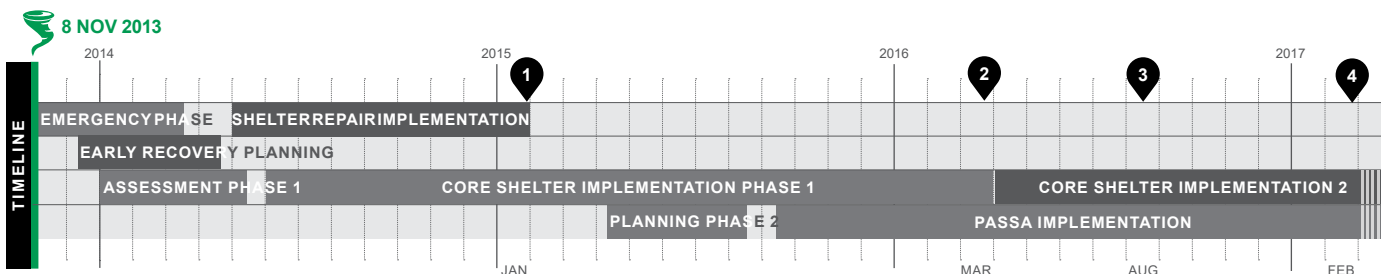 8 NOV 2013
2014 2015 2016 2017
1 2 3 4
TIMELINE
EMERGENCY PHASE SHELTER REPAIR IMPLEMENTATION
EARLY RECOVERY PLANNING
ASSESSMENT PHASE 1 CORE SHELTER IMPLEMENTATION PHASE 1 CORE SHELTER IMPLEMENTATION 2
PLANNING PHASE 2 PASSA IMPLEMENTATION
JAN MAR AUG FEB